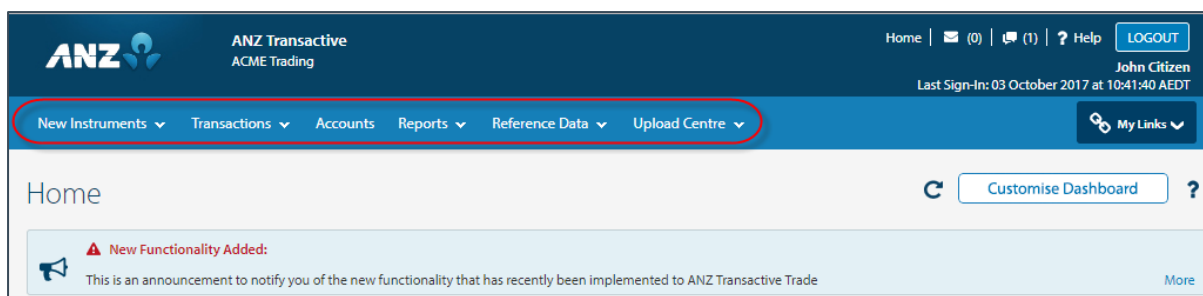 ANZ
ANZ Transactive
ACME Trading
Home (0) (1) ? Help LOGOUT
John Citizen
Last Sign-In: 03 October 2017 at 10:41:40 AEDT
New Instruments Transactions Accounts Reports Reference Data Upload Centre My Links
Home Customise Dashboard ?
New Functionality Added:
This is an announcement to notify you of the new functionality that has recently been implemented to ANZ Transactive Trade More